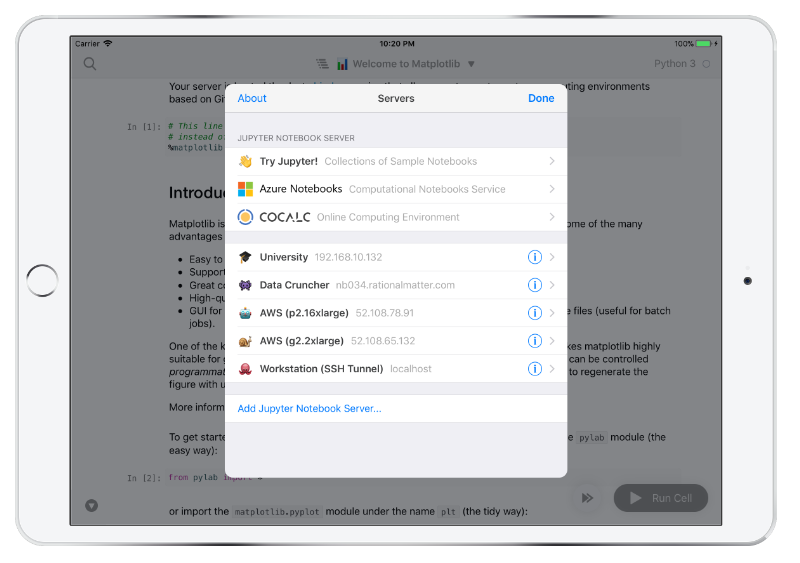 Carrier 10:20 PM 100%
Welcome to Matplotlib ▼ Python 3
Your server is
computing environments
based on Gi
About Servers Done
In [1]: # This line
# instead of
%matplotlib
JUPYTER NOTEBOOK SERVER
Try Jupyter! Collections of Sample Notebooks
Azure Notebooks Computational Notebooks Service
COCALC Online Computing Environment
Introdu
Matplotlib is
ome of the many
advantages
• Easy to
• Support
• Great co
• High-qu
• GUI for
e files (useful for batch
jobs).
University 192.168.10.132
Data Cruncher nb034.rationalmatter.com
AWS (p2.16xlarge) 52.108.78.91
AWS (g2.2xlarge) 52.108.65.132
Workstation (SSH Tunnel) localhost
Add Jupyter Notebook Server...
One of the k
kes matplotlib highly
suitable for g
can be controlled
programmat
to regenerate the
figure with u
More inform
To get starte
e pylab module (the
easy way):
In [2]: from pylab import *
or import the matplotlib.pyplot module under the name plt (the tidy way):
Run Cell